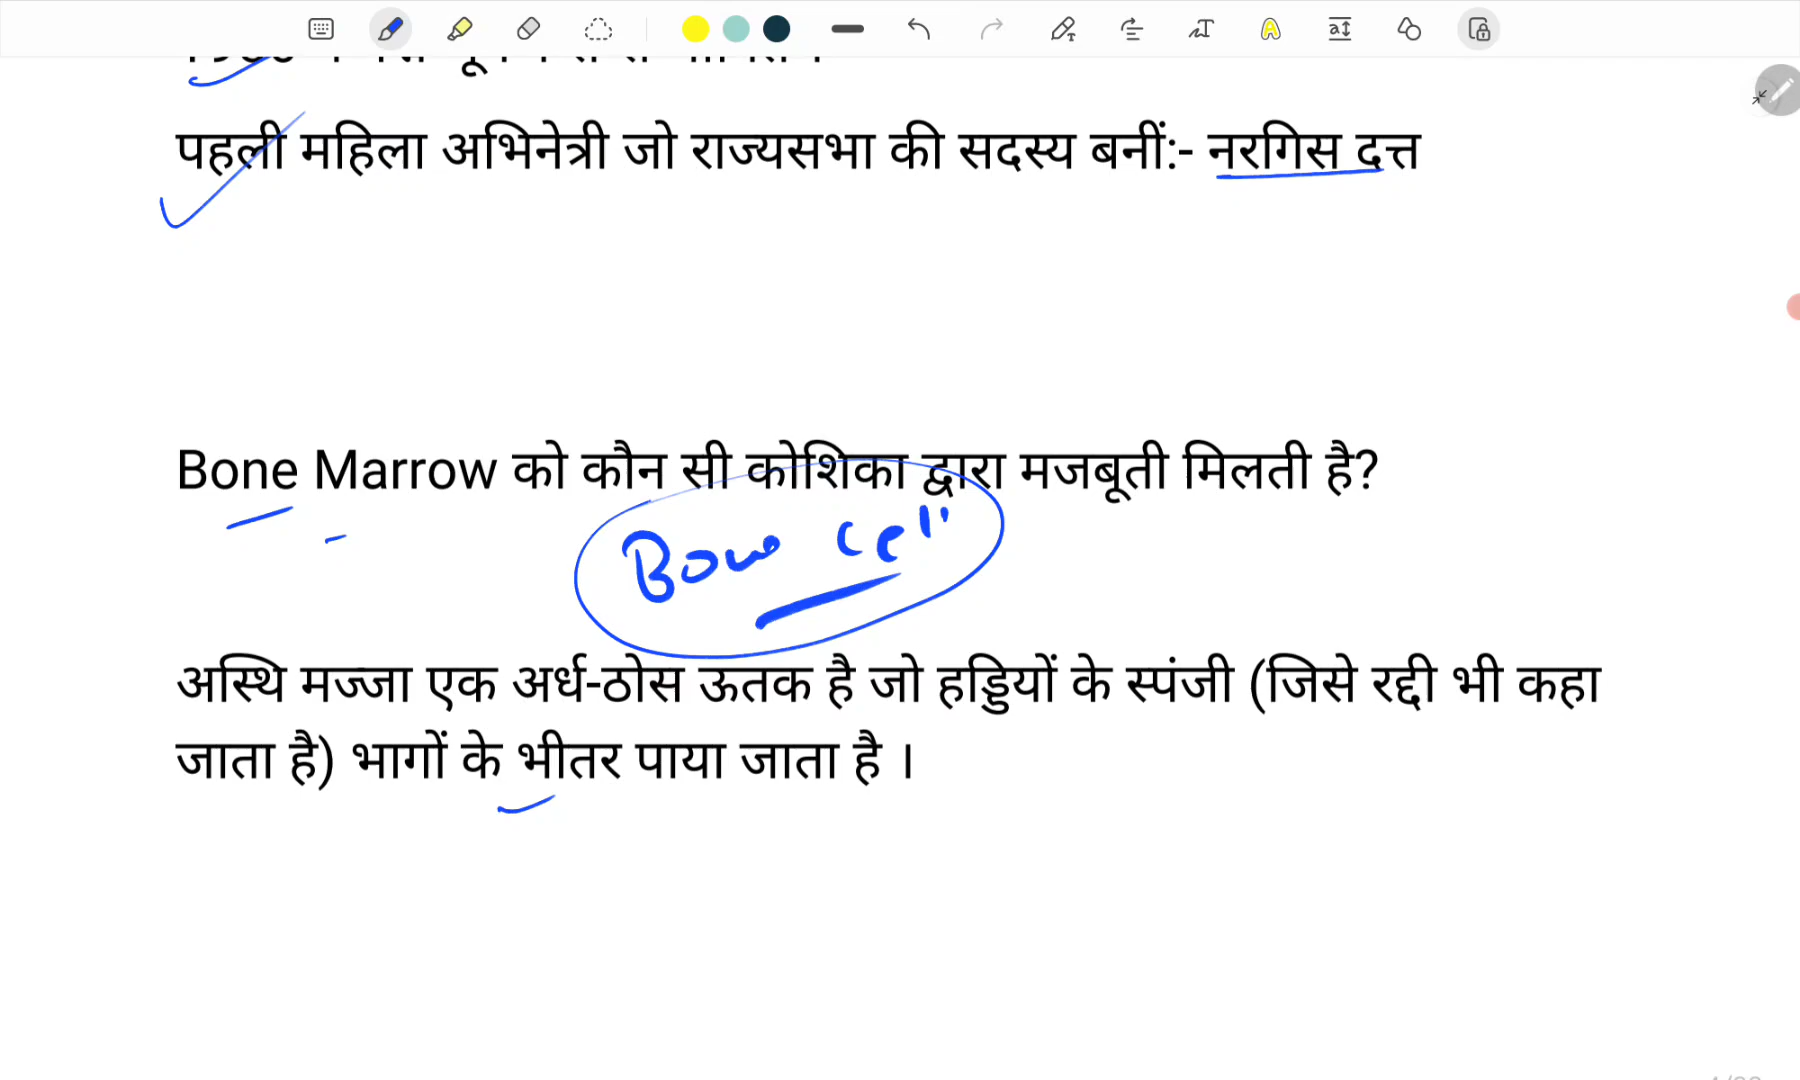 पहली महिला अभिनेत्री जो राज्यसभा की सदस्य बनीं:- नरगिस दत्त
Bone Marrow को कौन सी कोशिका द्वारा मजबूती मिलती है?
Bone cell
अस्थि मज्जा एक अर्ध-ठोस ऊतक है जो हड्डियों के स्पंजी (जिसे रद्दी भी कहा
जाता है) भागों के भीतर पाया जाता है ।